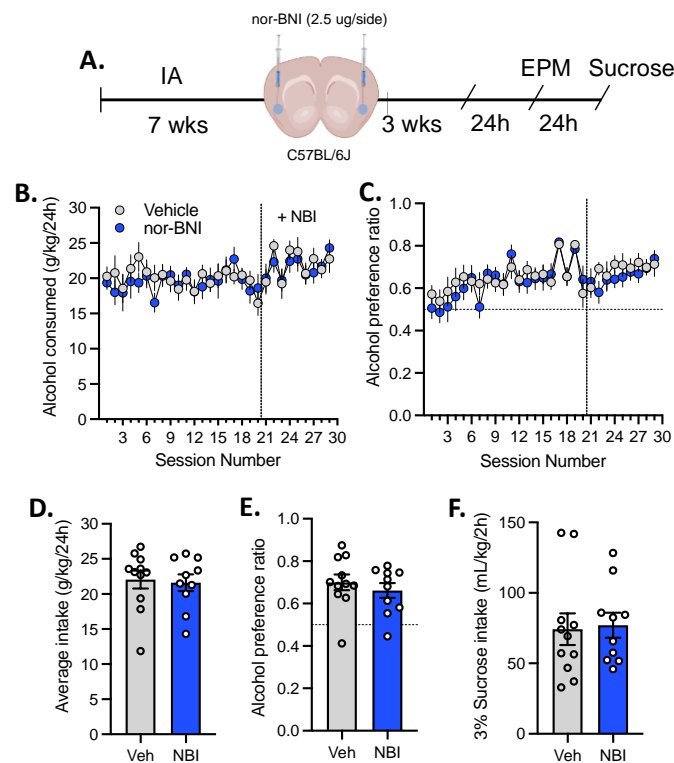 nor-BNI (2.5 ug/side)
A.
IA
EPM
Sucrose
7 wks
3 wks
24h
24h
C57BL/6J
B.
Vehicle
nor-BNI
+ NBI
Alcohol consumed (g/kg/24h)
30
25
20
15
10
5
0
3 6 9 12 15 18 21 24 27 30
Session Number
C.
Alcohol preference ratio
1.0
0.8
0.6
0.4
0.2
0.0
3 6 9 12 15 18 21 24 27 30
Session Number
D.
Average intake (g/kg/24h)
30
25
20
15
10
5
0
Veh NBI
E.
Alcohol preference ratio
1.0
0.8
0.6
0.4
0.2
0.0
Veh NBI
F.
3% Sucrose intake (mL/kg/2h)
150
100
50
0
Veh NBI